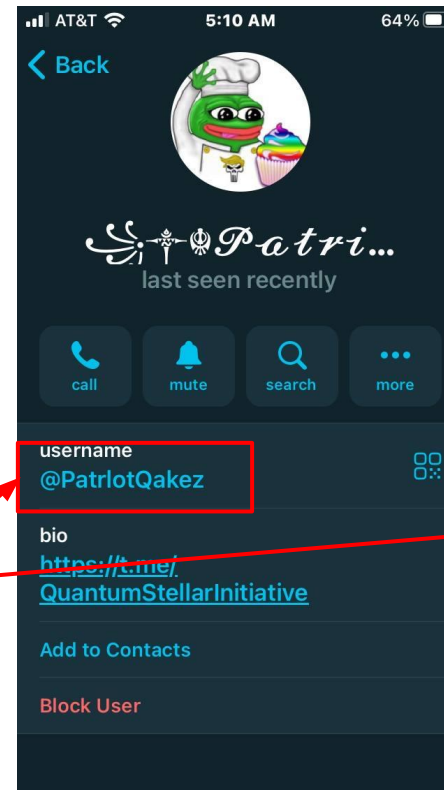 AT&T 5:10 AM 64%
Back
𝒫𝒶𝓉𝓇𝒾...
last seen recently
call mute search more
username
@PatrlotQakez
bio
https://t.me/
QuantumStellarInitiative
Add to Contacts
Block User